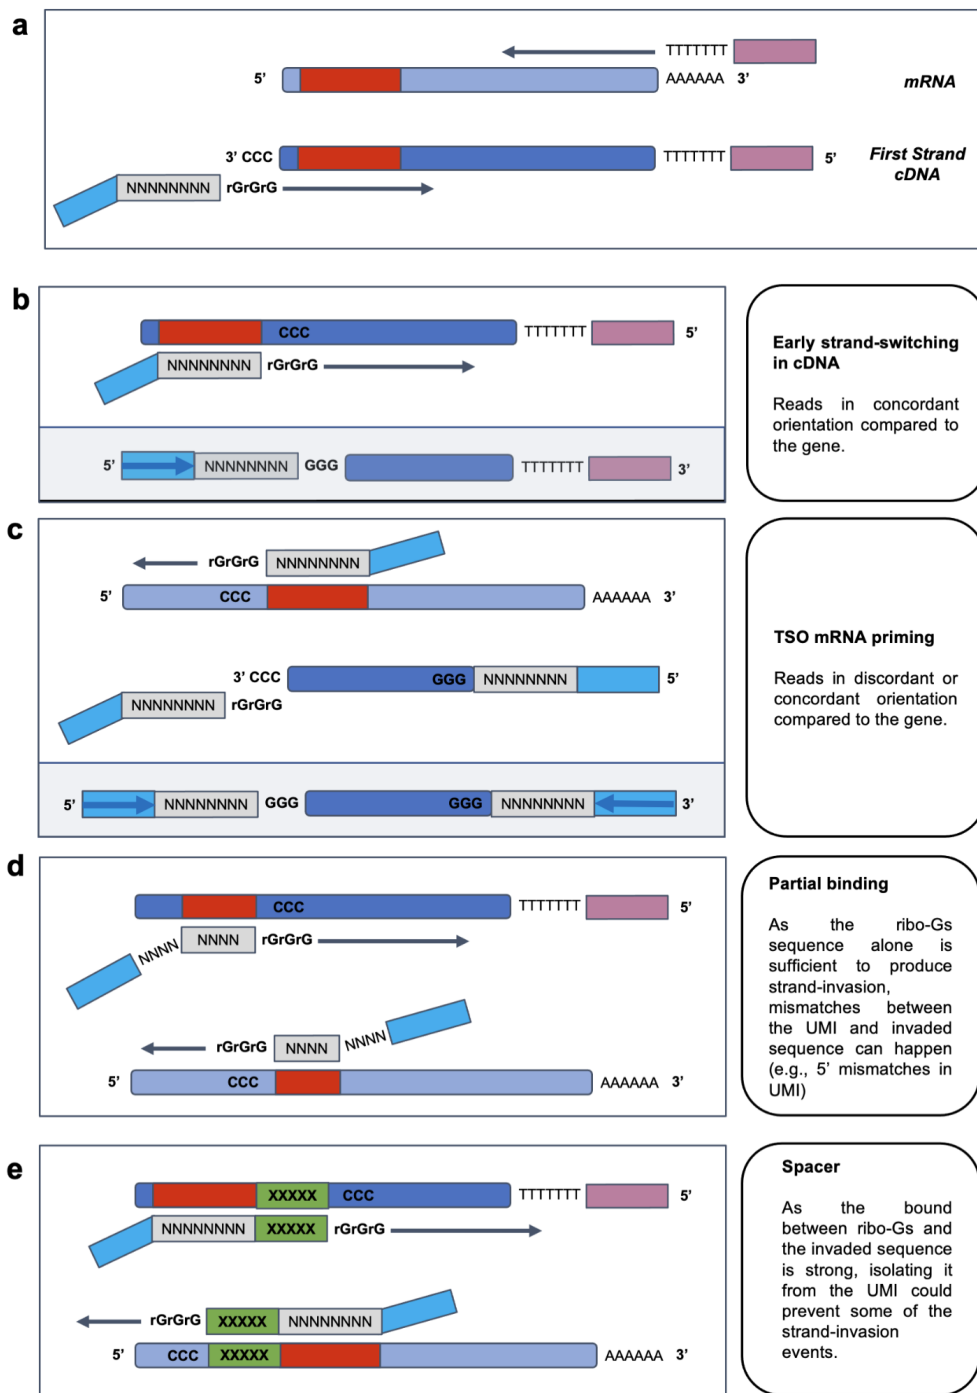 a
TTTTTTT
5’ AAAAAA 3’ mRNA
3’ CCC TTTTTTT 5’ First Strand
cDNA
NNNNNNNN rGrGrG
b
CCC TTTTTTT 5’
NNNNNNNN rGrGrG
5’ NNNNNNNN GGG TTTTTTT 3’
Early strand-switching
in cDNA
Reads in concordant
orientation compared to
the gene.
c
rGrGrG NNNNNNNN
5’ CCC AAAAAA 3’
3’ CCC GGG NNNNNNNN 5’
NNNNNNNN rGrGrG
5’ NNNNNNNN GGG GGG NNNNNNNN 3’
TSO mRNA priming
Reads in discordant or
concordant orientation
compared to the gene.
d
CCC TTTTTTT 5’
NNNN NNNN rGrGrG
rGrGrG NNNN NNNN
5’ CCC AAAAAA 3’
Partial binding
As the ribo-Gs
sequence alone is
sufficient to produce
strand-invasion,
mismatches between
the UMI and invaded
sequence can happen
(e.g., 5’ mismatches in
UMI)
e
XXXXX CCC TTTTTTT 5’
NNNNNNNN XXXXX rGrGrG
rGrGrG XXXXX NNNNNNNN
5’ CCC XXXXX AAAAAA 3’
Spacer
As the bound
between ribo-Gs and
the invaded sequence
is strong, isolating it
from the UMI could
prevent some of the
strand-invasion
events.